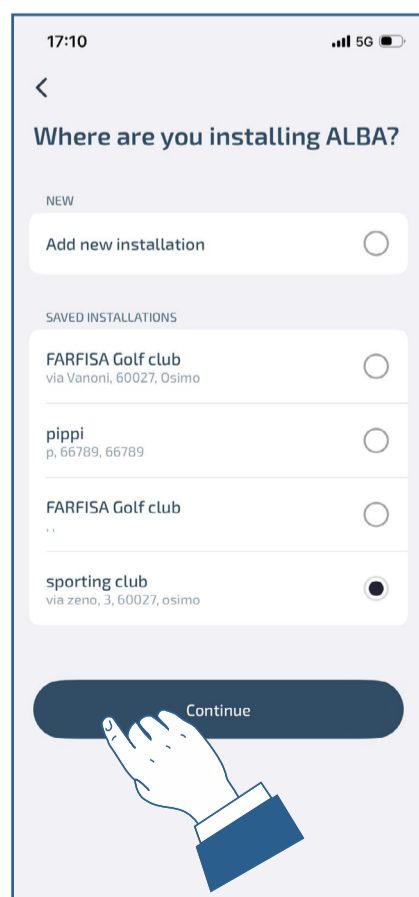 17:10
5G
Where are you installing ALBA?
NEW
Add new installation
SAVED INSTALLATIONS
FARFISA Golf club
via Vanoni, 60027, Osimo
pippi
p, 66789, 66789
FARFISA Golf club
, ,
sporting club
via zeno, 3, 60027, osimo
Continue